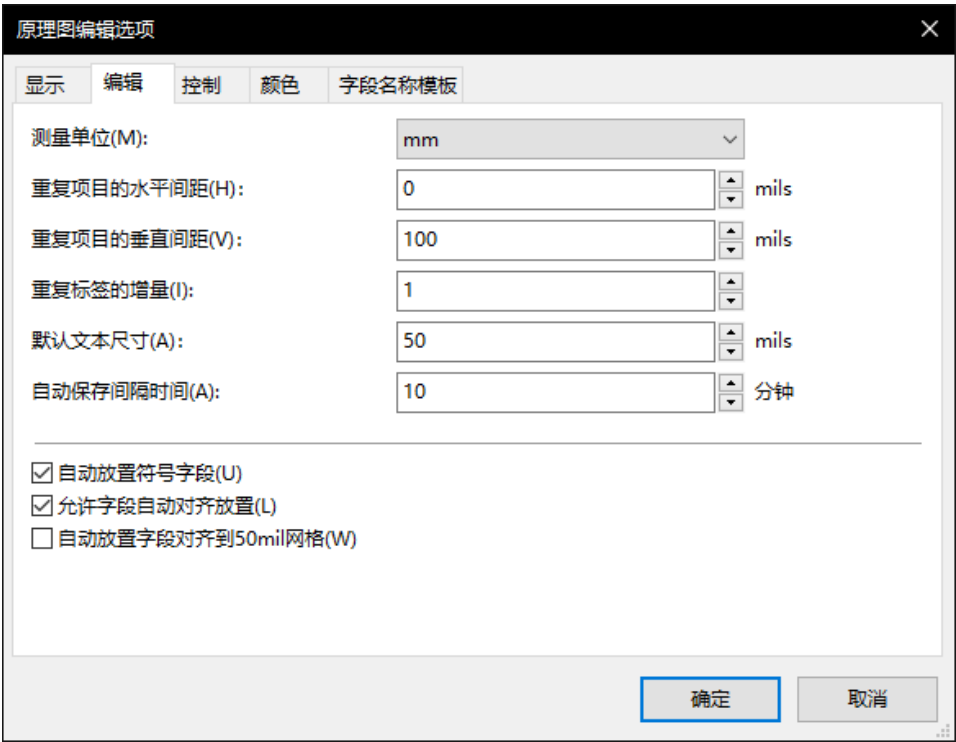 原理图编辑选项
显示 编辑 控制 颜色 字段名称模板
测量单位(M): mm
重复项目的水平间距(H): 0 mils
重复项目的垂直间距(V): 100 mils
重复标签的增量(I): 1
默认文本尺寸(A): 50 mils
自动保存间隔时间(A): 10 分钟
自动放置符号字段(U)
允许字段自动对齐放置(L)
自动放置字段对齐到50mil网格(W)
确定 取消